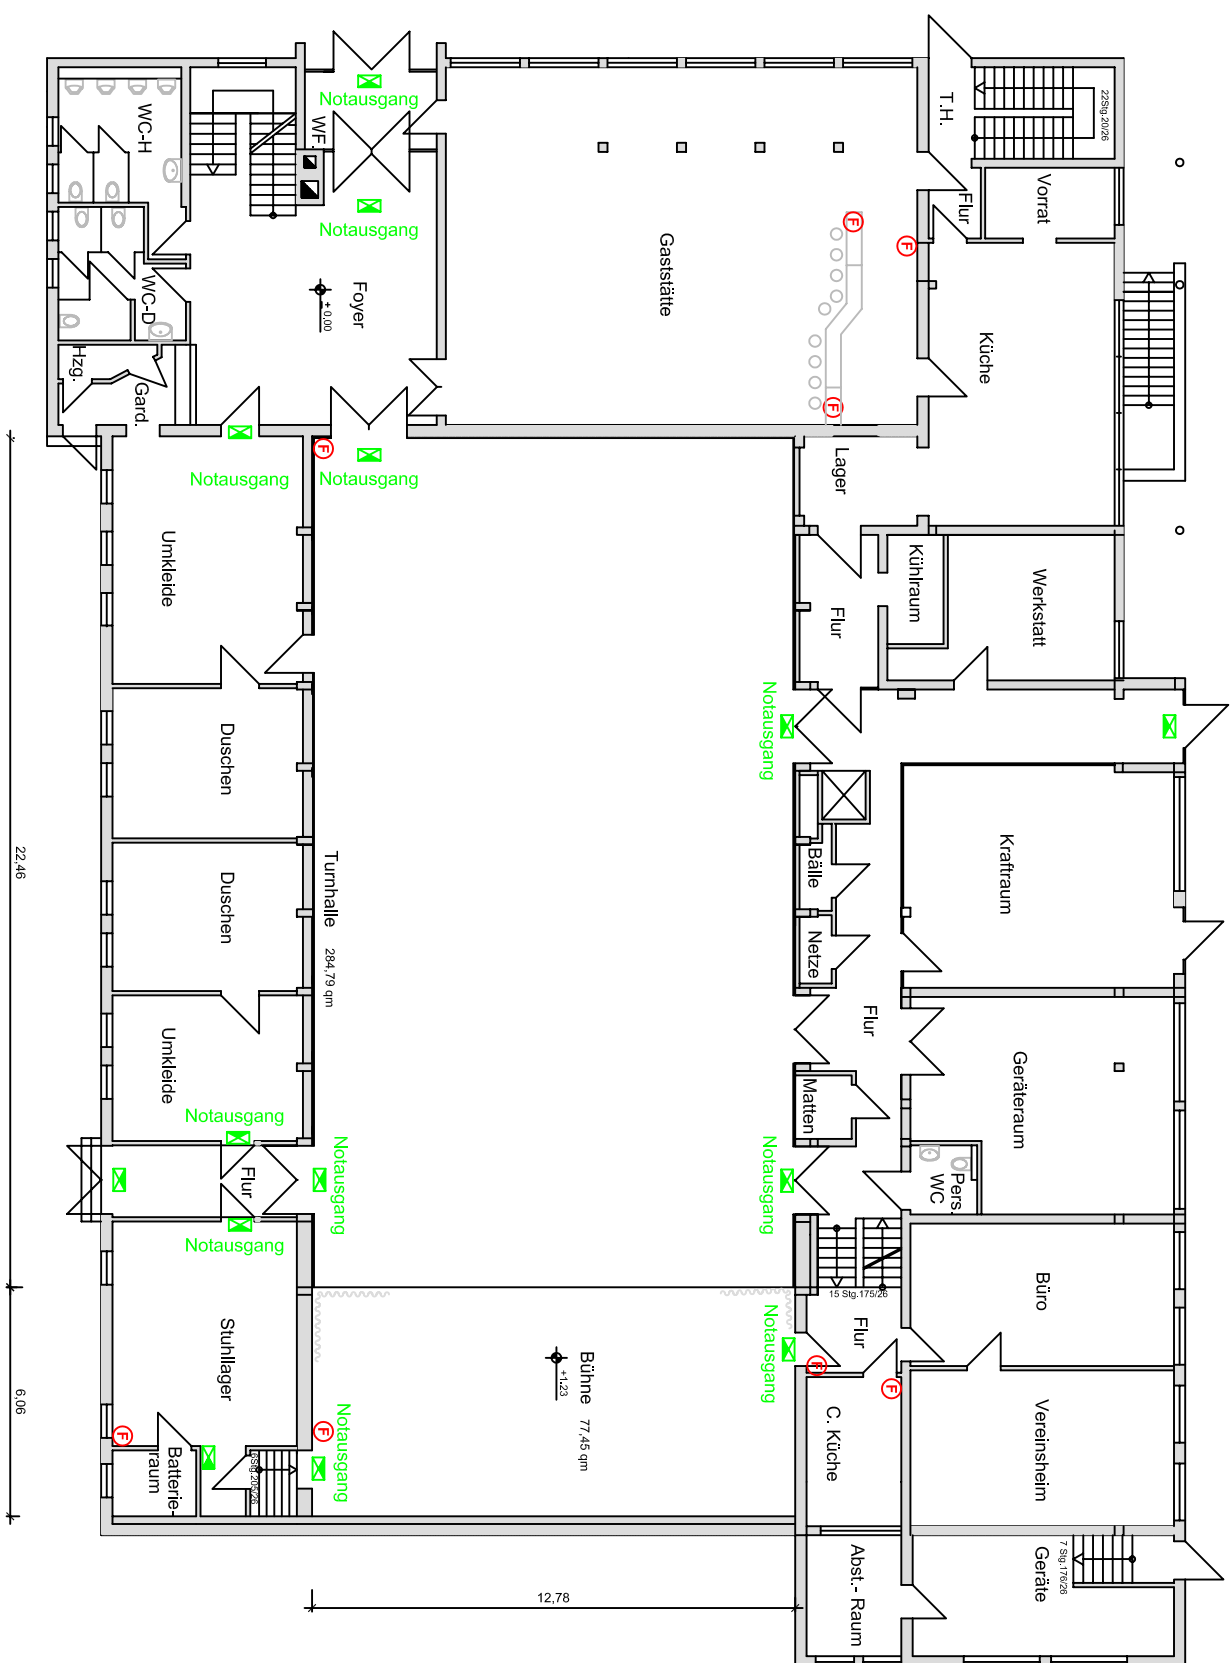 Notausgang
WC-H
WF.
T.H.
22Stg.20/26
Vorrat
Flur
Notausgang
Gaststätte
Foyer
+ 0,00
WC-D
Küche
Hzg.
Gard.
Lager
Notausgang
Notausgang
Umkleide
Kühlraum
Werkstatt
Flur
Notausgang
Duschen
Bälle
Kraftraum
Turnhalle 284,79 qm
22,46
Duschen
Netze
Flur
Umkleide
Geräteraum
Matten
Notausgang
Notausgang
Notausgang
Flur
Pers.
WC
Notausgang
15 Stg.175/26
Büro
Flur
Notausgang
Stuhllager
Bühne 77,45 qm
+1.23
6,06
Notausgang
C. Küche
Vereinsheim
Batterie-
raum
6Stg.205/26
Abst.- Raum
Geräte
7 Stg.176/26
12,78
F
F
F
F
F
F
F
F